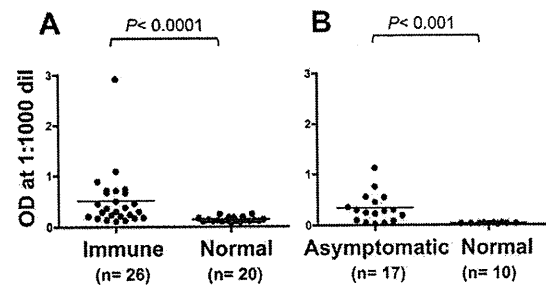 A
P< 0.0001
OD at 1:1000 dil
3
2
1
0
Immune
(n= 26)
Normal
(n= 20)
B
P< 0.001
3
2
1
0
Asymptomatic
(n= 17)
Normal
(n= 10)